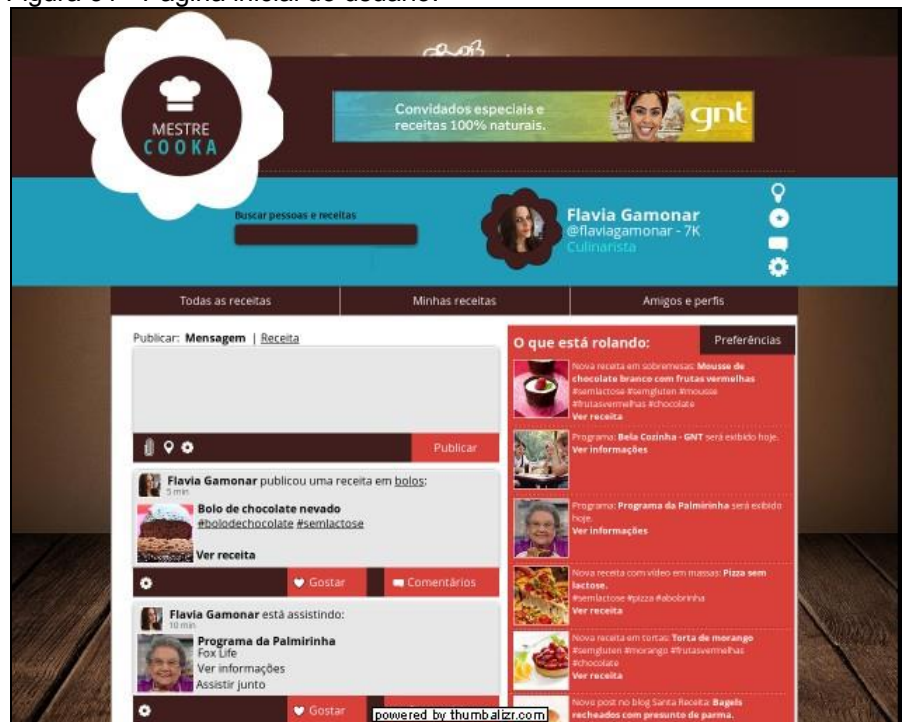 MESTRE
COOKA
Convidados especiais e
receitas 100% naturais.
gnt
Buscar pessoas e receitas
Flavia Gamonar
@flaviagamonar - 7K
Culinarista
Todas as receitas
Minhas receitas
Amigos e perfis
Publicar: Mensagem | Receita
Publicar
Flavia Gamonar publicou uma receita em bolos:
5 min
Bolo de chocolate nevado
#bolodechocolate #semlactose
Ver receita
Gostar
Comentários
Flavia Gamonar está assistindo:
10 min
Programa da Palmirinha
Fox Life
Ver informações
Assistir junto
Gostar
O que está rolando:
Preferências
Nova receita em sobremesas: Mousse de
chocolate branco com frutas vermelhas
#semlactose #semgluten #mousse
#frutasvermelhas #chocolate
Ver receita
Programa: Bela Cozinha - GNT será exibido hoje.
Ver informações
Programa: Programa da Palmirinha será exibido
hoje.
Ver informações
Nova receita com vídeo em massas: Pizza sem
lactose.
#semlactose #pizza #abobrinha
Ver receita
Nova receita em tortas: Torta de morango
#semgluten #morango #frutasvermelhas
#chocolate
Ver receita
Novo post no blog Santa Receita: Bagels
recheados com presunto de parma.
powered by thumbalizr.com